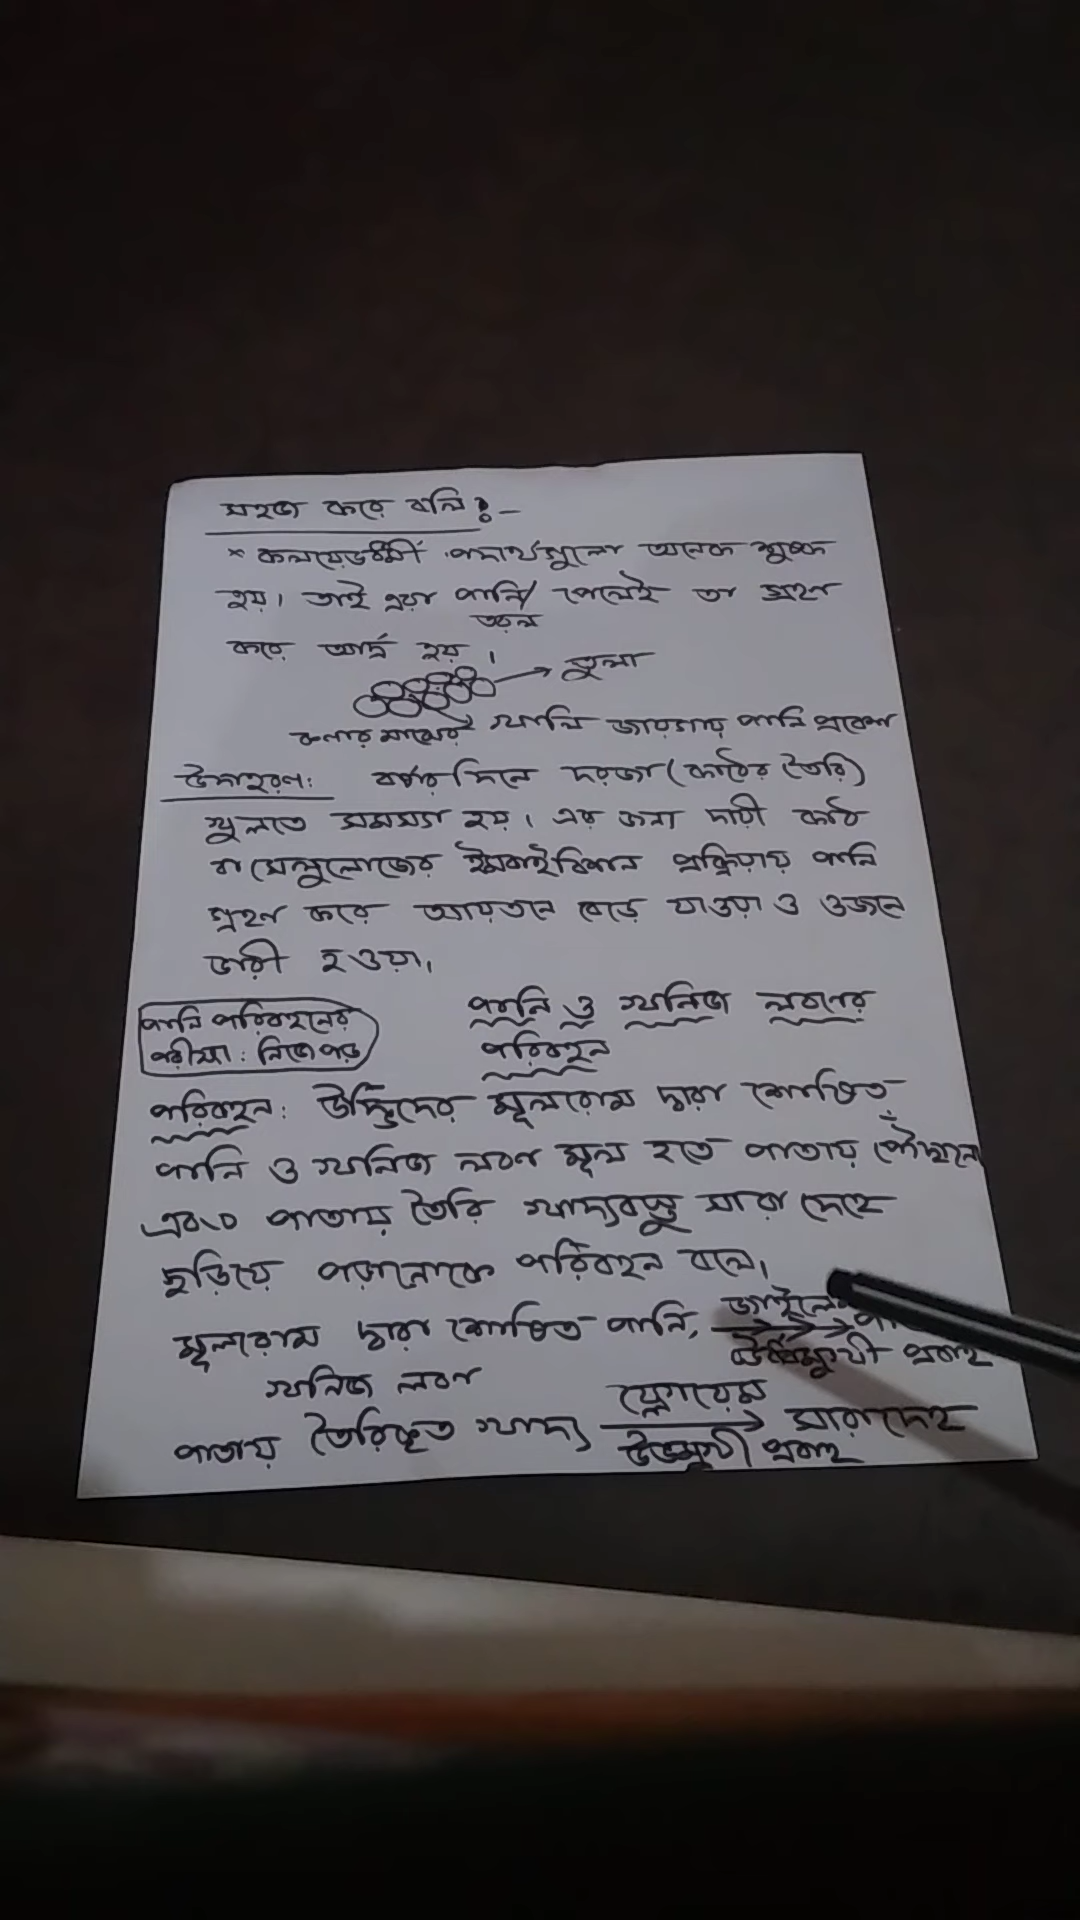 সহজ করে বলি :-
* কলয়েডধর্মী পদার্থগুলো অনেক শুষ্ক
হয়। তাই এরা পানি/ পেলেই তা গ্রহণ
তরল
করে আর্দ্র হয়।
→ তুলা
কণার মাঝের খালি জায়গায় পানি প্রবেশ
উদাহরণ: বর্ষার দিনে দরজা (কাঠের তৈরি)
খুলতে সমস্যা হয়। এর জন্য দায়ী কাঠ
বা সেলুলোজের ইমবাইবিশন প্রক্রিয়ায় পানি
গ্রহণ করে আয়তনে বেড়ে যাওয়া ও ওজনে
ভারী হওয়া।
পানি পরিবহনের
পরীক্ষা: নিজে পড়
পানি ও খনিজ লবণের
পরিবহন
পরিবহন: উদ্ভিদের মূলরোম দ্বারা শোষিত
পানি ও খনিজ লবণ মূল হতে পাতায় পৌঁছানো
এবং পাতায় তৈরি খাদ্যবস্তু সারা দেহে
ছড়িয়ে পড়ানোকে পরিবহন বলে।
মূলরোম দ্বারা শোষিত পানি,
খনিজ লবণ
ঊর্ধ্বমুখী প্রবাহ
ফ্লোয়েম
পাতায় তৈরিকৃত খাদ্য → সারাদেহ
উভমুখী প্রবাহ